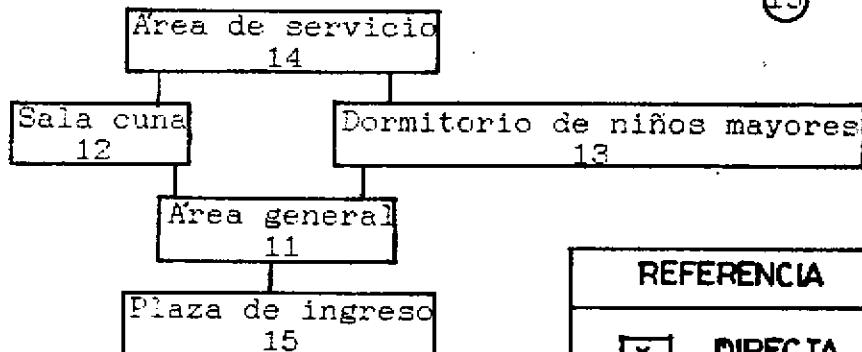 15
Área de servicio
14
Sala cuna
12
Dormitorio de niños mayores
13
Área general
11
Plaza de ingreso
15
REFERENCIA
x DIRECTA